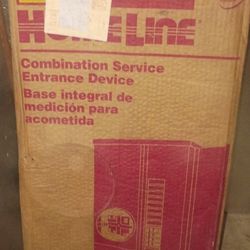 HOMELINE
Combination Service
Entrance Device
Base integral de
medición para
acometida